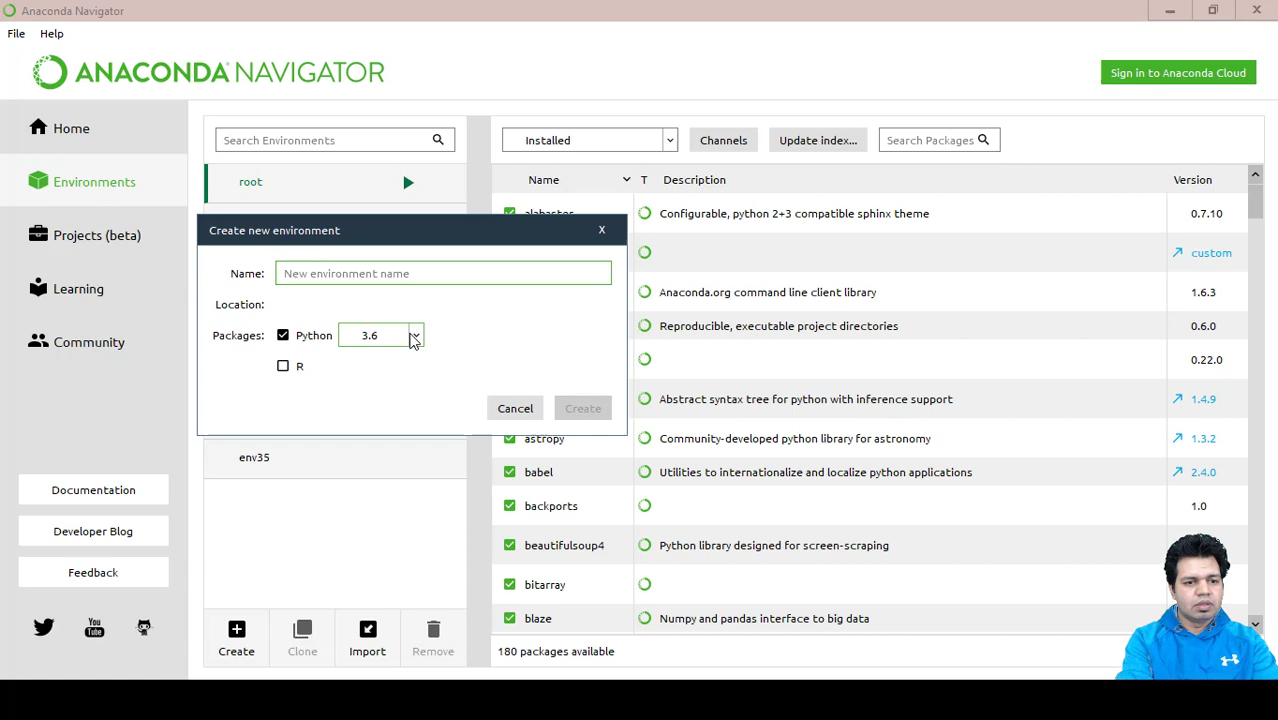 Anaconda Navigator
File Help
ANACONDA NAVIGATOR
Sign in to Anaconda Cloud
Home
Environments
Projects (beta)
Learning
Community
Documentation
Developer Blog
Feedback
You Tube
Search Environments
root
Create new environment X
Name: New environment name
Location:
Packages: Python 3.6
R
Cancel Create
env35
Create Clone Import Remove
Installed Channels Update index... Search Packages
Name T Description Version
alabaster Configurable, python 2+3 compatible sphinx theme 0.7.10
custom
Anaconda.org command line client library 1.6.3
Reproducible, executable project directories 0.6.0
0.22.0
Abstract syntax tree for python with inference support 1.4.9
astropy Community-developed python library for astronomy 1.3.2
babel Utilities to internationalize and localize python applications 2.4.0
backports 1.0
beautifulsoup4 Python library designed for screen-scraping
bitarray
blaze Numpy and pandas interface to big data
180 packages available